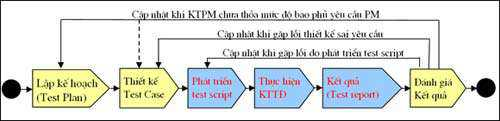 Cập nhật khi KTPM chưa thỏa mức độ bao phủ yêu cầu PM
Cập nhật khi gặp lỗi thiết kế sai yêu cầu
Cập nhật khi gặp lỗi do phát triển test script
Lập kế hoạch
(Test Plan)
Thiết kế
Test Case
Phát triển
test script
Thực hiện
KTTĐ
Kết quả
(Test report)
Đánh giá
Kết quả